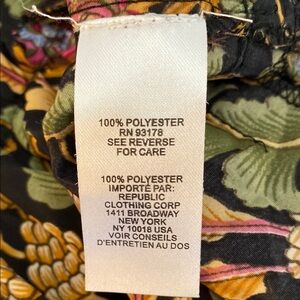 100% POLYESTER
RN 93178
SEE REVERSE
FOR CARE
100% POLYESTER
IMPORTÉ PAR:
REPUBLIC
CLOTHING CORP
1411 BROADWAY
NEW YORK
NY 10018 USA
VOIR CONSEILS
D'ENTRETIEN AU DOS